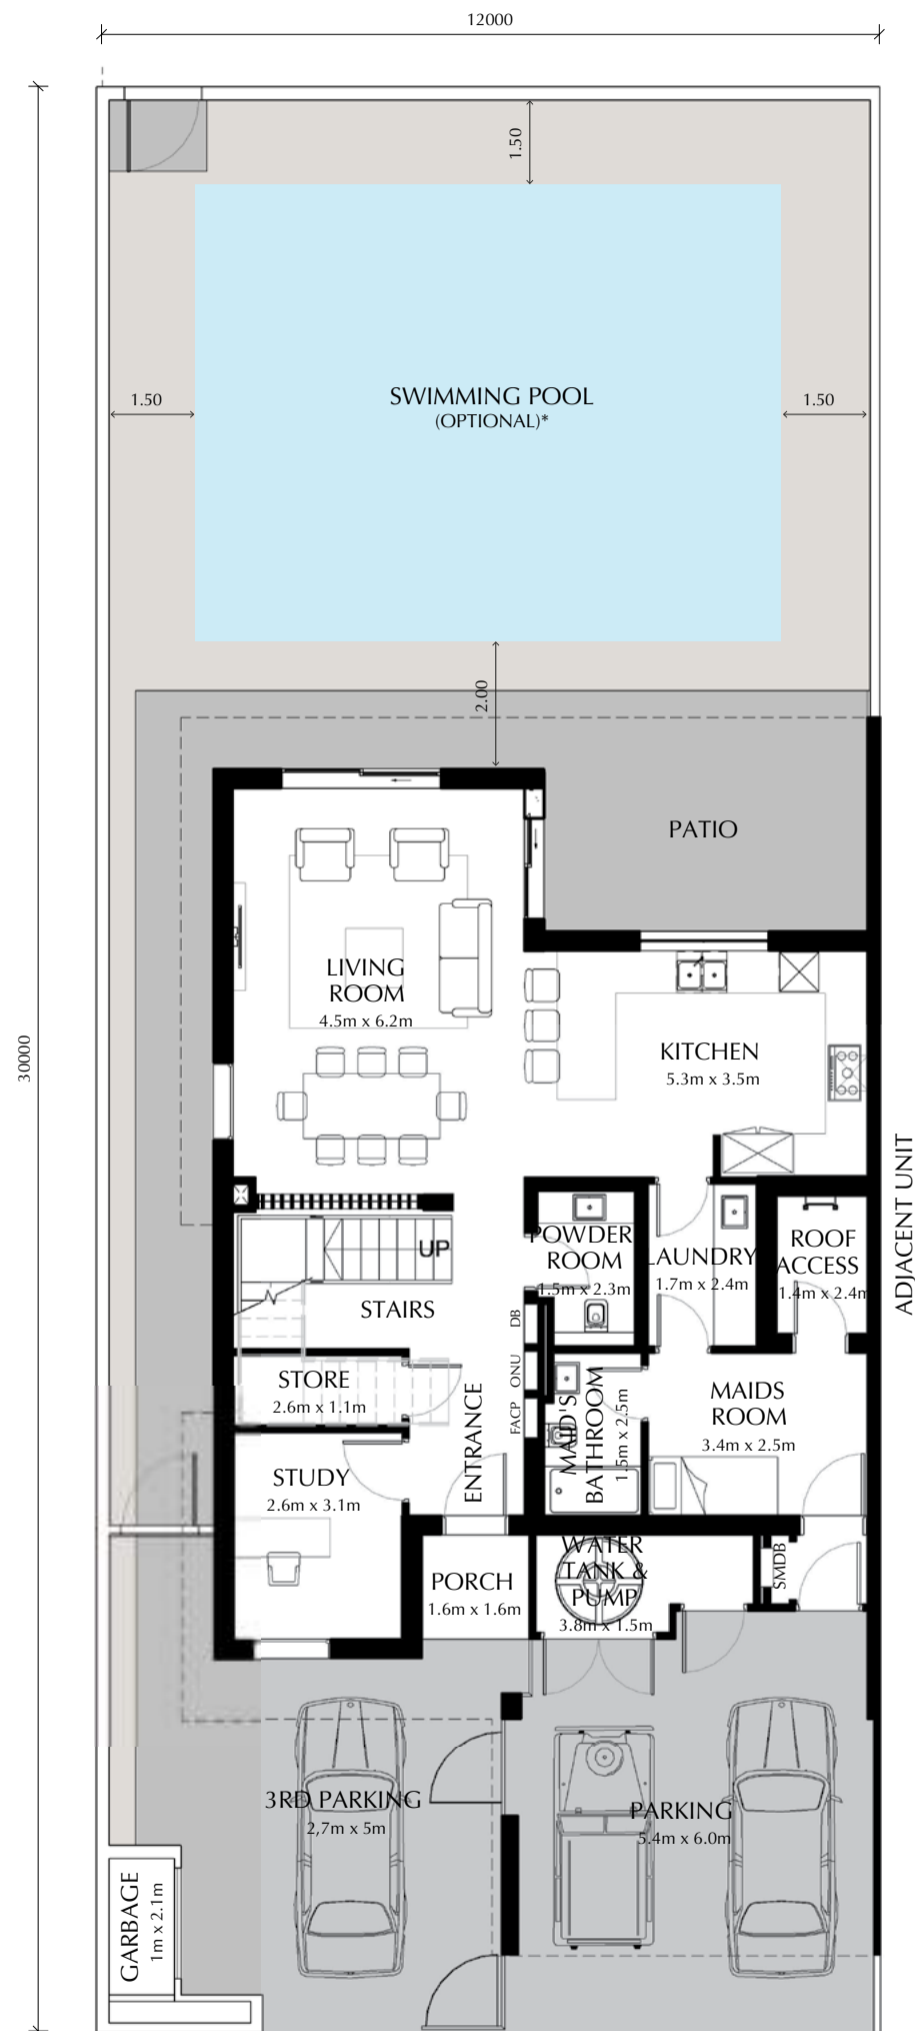 12000
1.50
1.50
1.50
SWIMMING POOL
(OPTIONAL)*
2.00
PATIO
30000
LIVING
ROOM
4.5m x 6.2m
KITCHEN
5.3m x 3.5m
ADJACENT UNIT
POWDER
ROOM
1.5m x 2.3m
LAUNDRY
1.7m x 2.4m
ROOF
ACCESS
1.4m x 2.4m
UP
STAIRS
DB
ONU
FACP
STORE
2.6m x 1.1m
ENTRANCE
MAID'S
BATHROOM
1.5m x 2.5m
MAIDS
ROOM
3.4m x 2.5m
STUDY
2.6m x 3.1m
PORCH
1.6m x 1.6m
WATER
TANK &
PUMP
3.8m x 1.5m
SMDB
3RD PARKING
2,7m x 5m
PARKING
5.4m x 6.0m
GARBAGE
1m x 2.1m